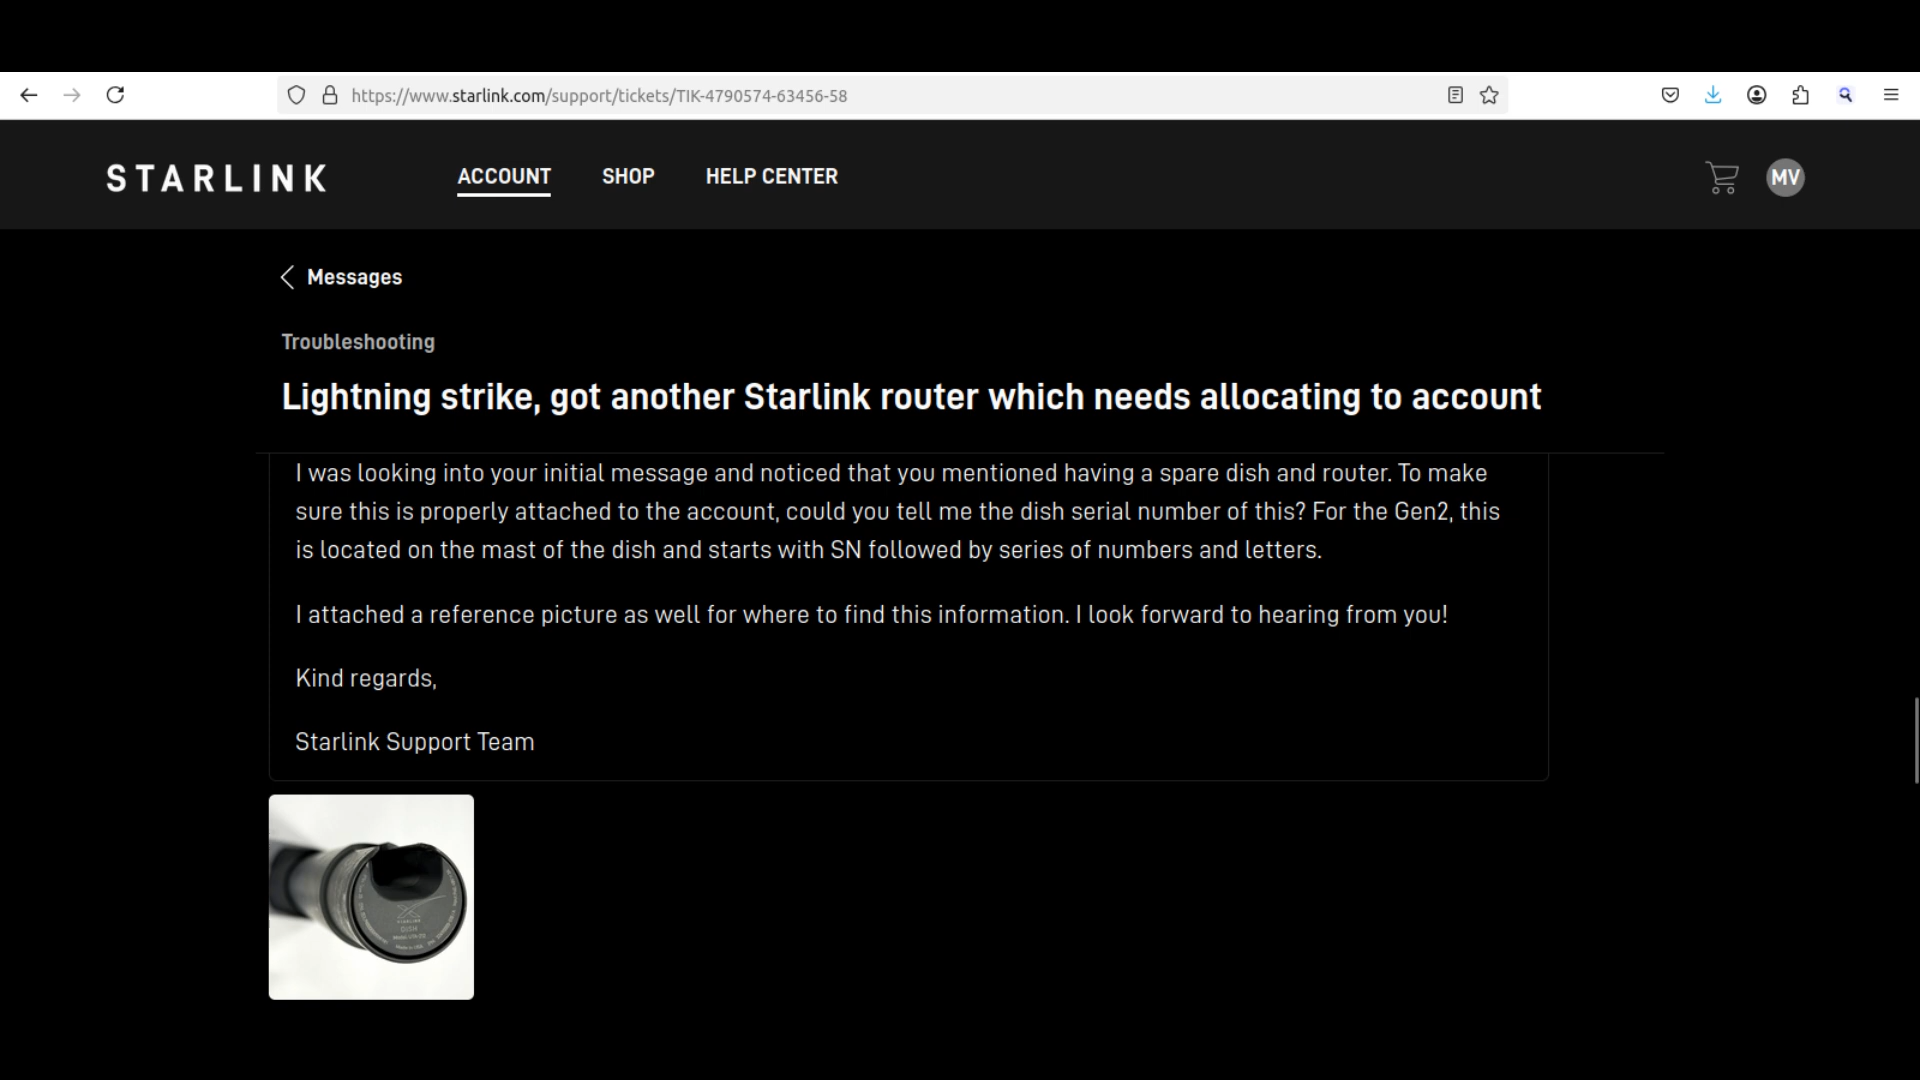 https://www.starlink.com/support/tickets/TIK-4790574-63456-58
STARLINK
ACCOUNT
SHOP
HELP CENTER
MV
Messages
Troubleshooting
Lightning strike, got another Starlink router which needs allocating to account
I was looking into your initial message and noticed that you mentioned having a spare dish and router. To make
sure this is properly attached to the account, could you tell me the dish serial number of this? For the Gen2, this
is located on the mast of the dish and starts with SN followed by series of numbers and letters.
I attached a reference picture as well for where to find this information. I look forward to hearing from you!
Kind regards,
Starlink Support Team
STARLINK
DISH